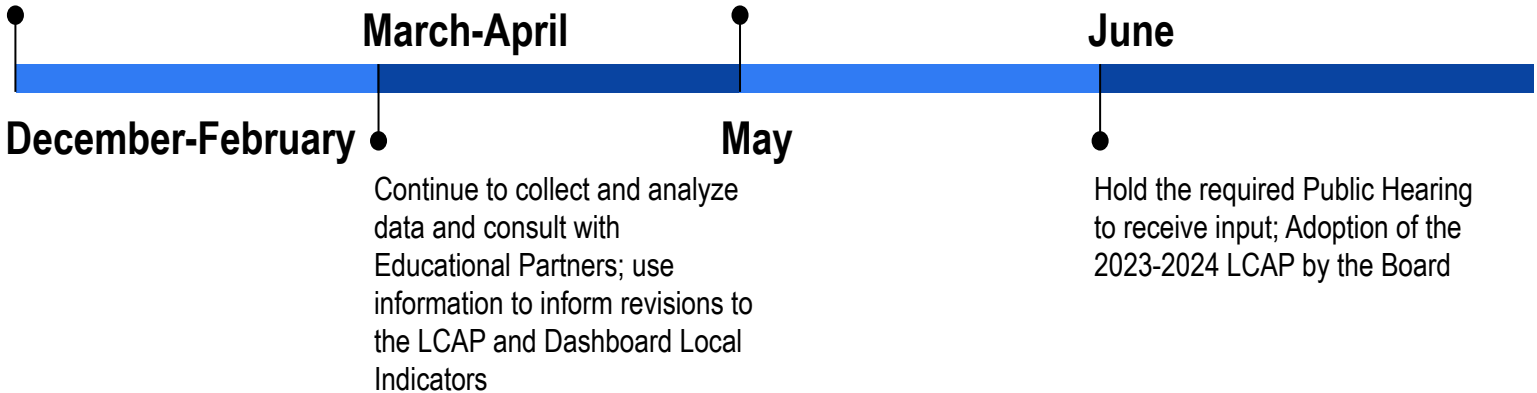 March-April
June
December-February
May
Continue to collect and analyze
data and consult with
Educational Partners; use
information to inform revisions to
the LCAP and Dashboard Local
Indicators
Hold the required Public Hearing
to receive input; Adoption of the
2023-2024 LCAP by the Board